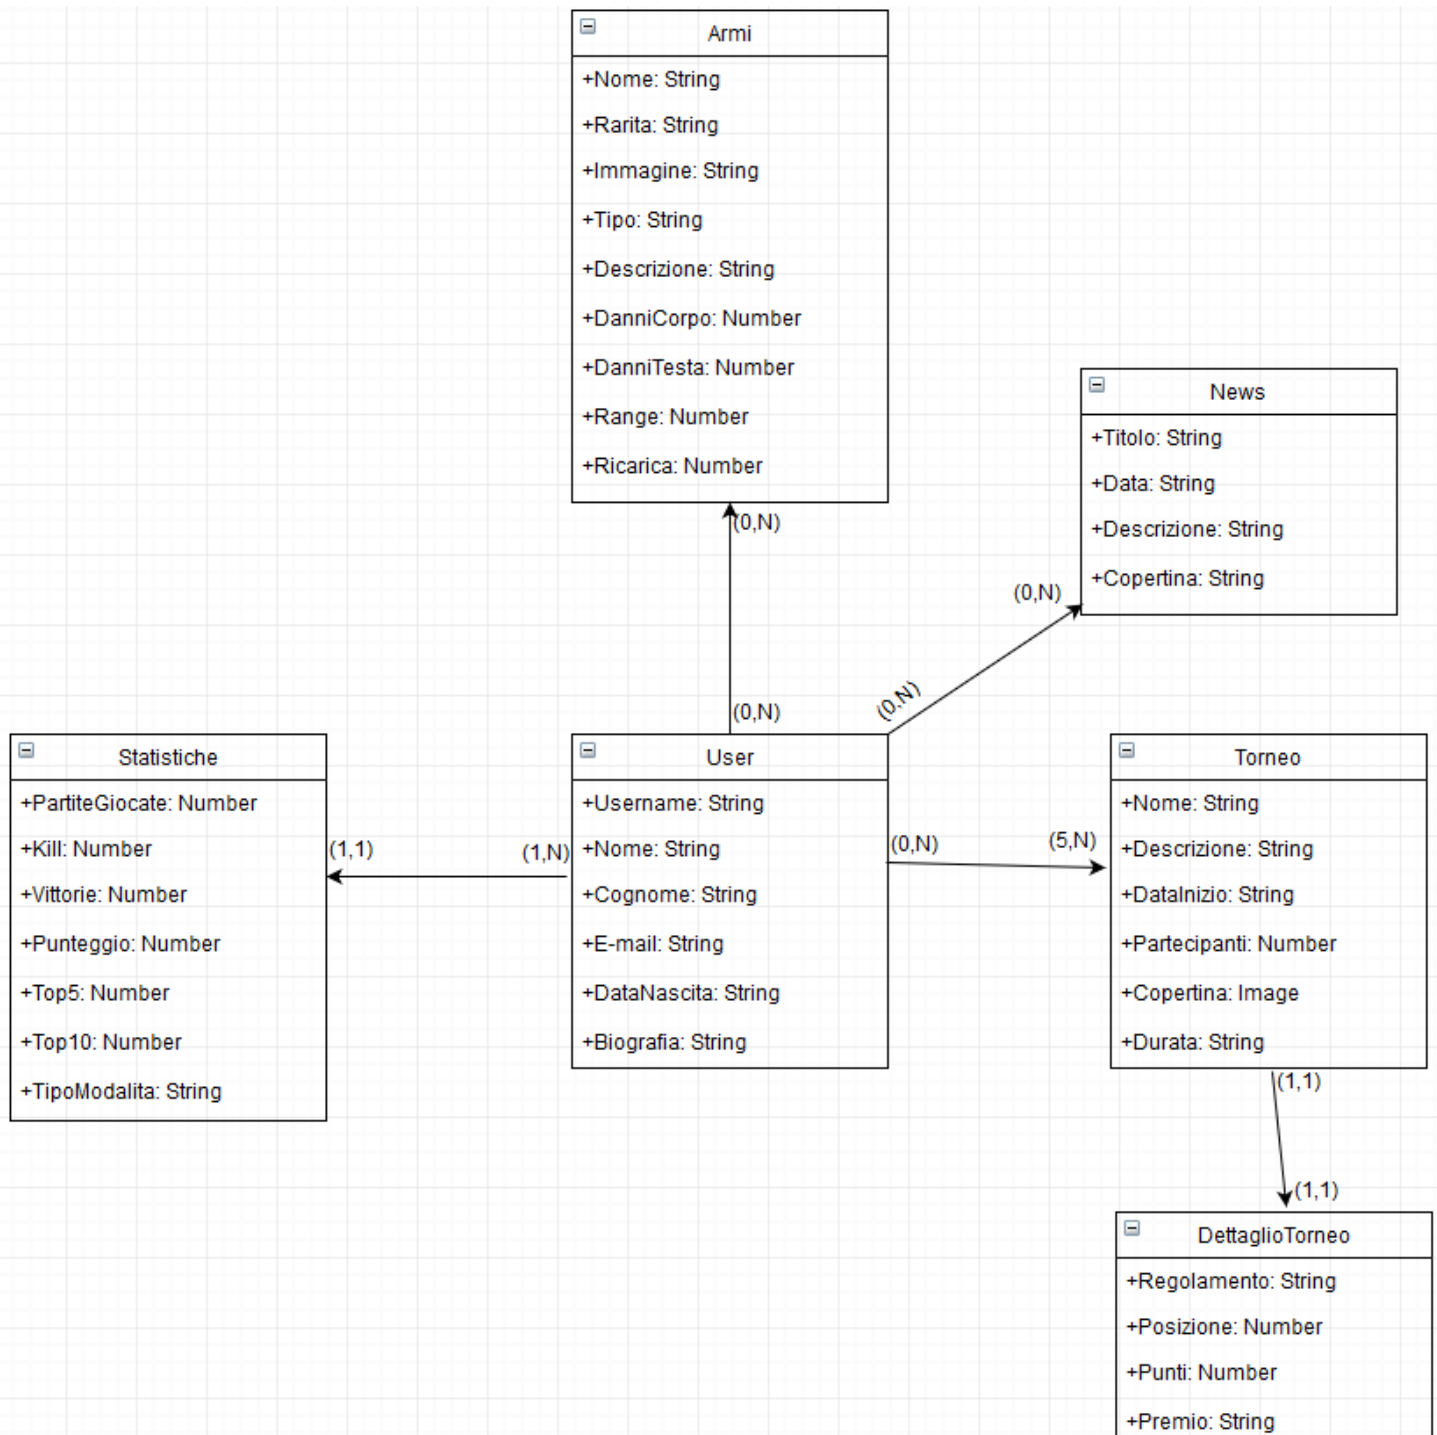 Armi
+Nome: String
+Rarita: String
+Immagine: String
+Tipo: String
+Descrizione: String
+DanniCorpo: Number
+DanniTesta: Number
+Range: Number
+Ricarica: Number
(0,N)
(0,N)
News
+Titolo: String
+Data: String
+Descrizione: String
+Copertina: String
(0,N)
(0,N)
Statistiche
+PartiteGiocate: Number
+Kill: Number
+Vittorie: Number
+Punteggio: Number
+Top5: Number
+Top10: Number
+TipoModalita: String
(1,1)
(1,N)
User
+Username: String
+Nome: String
+Cognome: String
+E-mail: String
+DataNascita: String
+Biografia: String
(0,N)
(5,N)
Torneo
+Nome: String
+Descrizione: String
+DataInizio: String
+Partecipanti: Number
+Copertina: Image
+Durata: String
(1,1)
(1,1)
DettaglioTorneo
+Regolamento: String
+Posizione: Number
+Punti: Number
+Premio: String